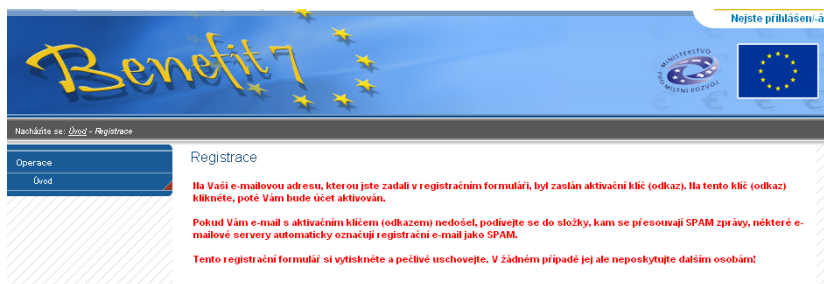 Nejste přihlášen/-á
Benefit 7
MINISTERSTVO
PRO MÍSTNÍ ROZVOJ
Nacházíte se: Úvod - Registrace
Operace
Úvod
Registrace
Na Vaši e-mailovou adresu, kterou jste zadali v registračním formuláři, byl zaslán aktivační klíč (odkaz). Na tento klíč (odkaz)
klikněte, poté Vám bude účet aktivován.
Pokud Vám e-mail s aktivačním klíčem (odkazem) nedošel, podívejte se do složky, kam se přesouvají SPAM zprávy, některé e-
mailové servery automaticky označují registrační e-mail jako SPAM.
Tento registrační formulář si vytiskněte a pečlivě uschovejte. V žádném případě jej ale neposkytujte dalším osobám!